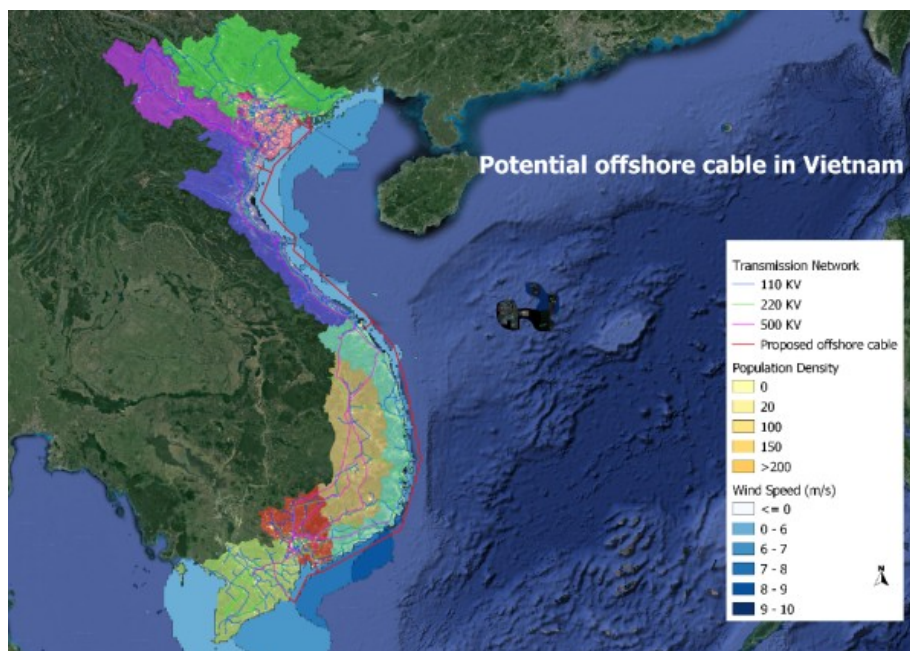 Potential offshore cable in Vietnam
Transmission Network
110 KV
220 KV
500 KV
Proposed offshore cable
Population Density
0
20
100
150
>200
Wind Speed (m/s)
<= 0
0 - 6
6 - 7
7 - 8
8 - 9
9 - 10
N